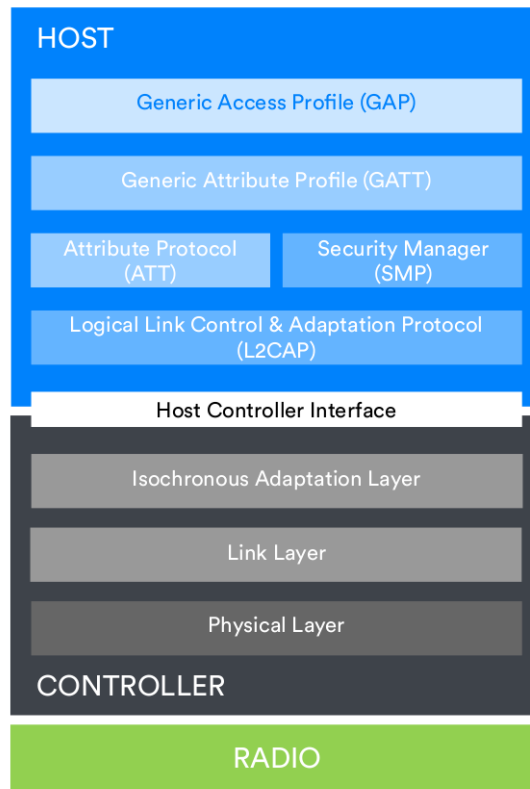 HOST
Generic Access Profile (GAP)
Generic Attribute Profile (GATT)
Attribute Protocol
(ATT)
Security Manager
(SMP)
Logical Link Control & Adaptation Protocol
(L2CAP)
Host Controller Interface
Isochronous Adaptation Layer
Link Layer
Physical Layer
CONTROLLER
RADIO